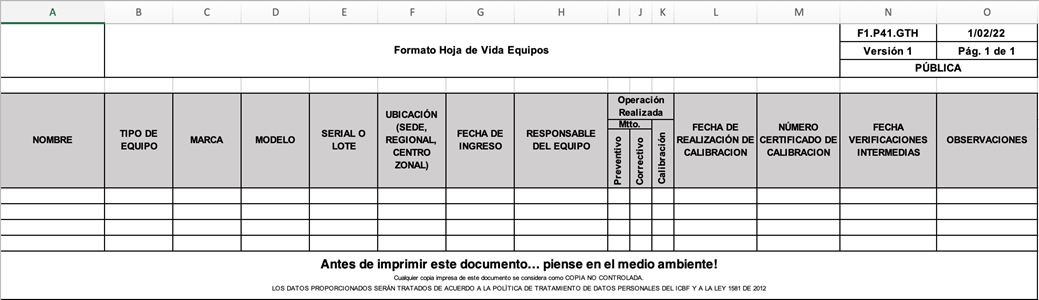 A B C D E F G H I J K L M N O
Formato Hoja de Vida Equipos
F1.P41.GTH 1/02/22
Versión 1 Pág. 1 de 1
PÚBLICA
NOMBRE
TIPO DE
EQUIPO
MARCA
MODELO
SERIAL O
LOTE
UBICACIÓN
(SEDE,
REGIONAL,
CENTRO
ZONAL)
FECHA DE
INGRESO
RESPONSABLE
DEL EQUIPO
Operación
Realizada
Mtto.
Preventivo
Correctivo
Calibración
FECHA DE
REALIZACIÓN DE
CALIBRACION
NÚMERO
CERTIFICADO DE
CALIBRACION
FECHA
VERIFICACIONES
INTERMEDIAS
OBSERVACIONES
Antes de imprimir este documento… piense en el medio ambiente!
Cualquier copia impresa de este documento se considera como COPIA NO CONTROLADA.
LOS DATOS PROPORCIONADOS SERÁN TRATADOS DE ACUERDO A LA POLÌTICA DE TRATAMIENTO DE DATOS PERSONALES DEL ICBF Y A LA LEY 1581 DE 2012